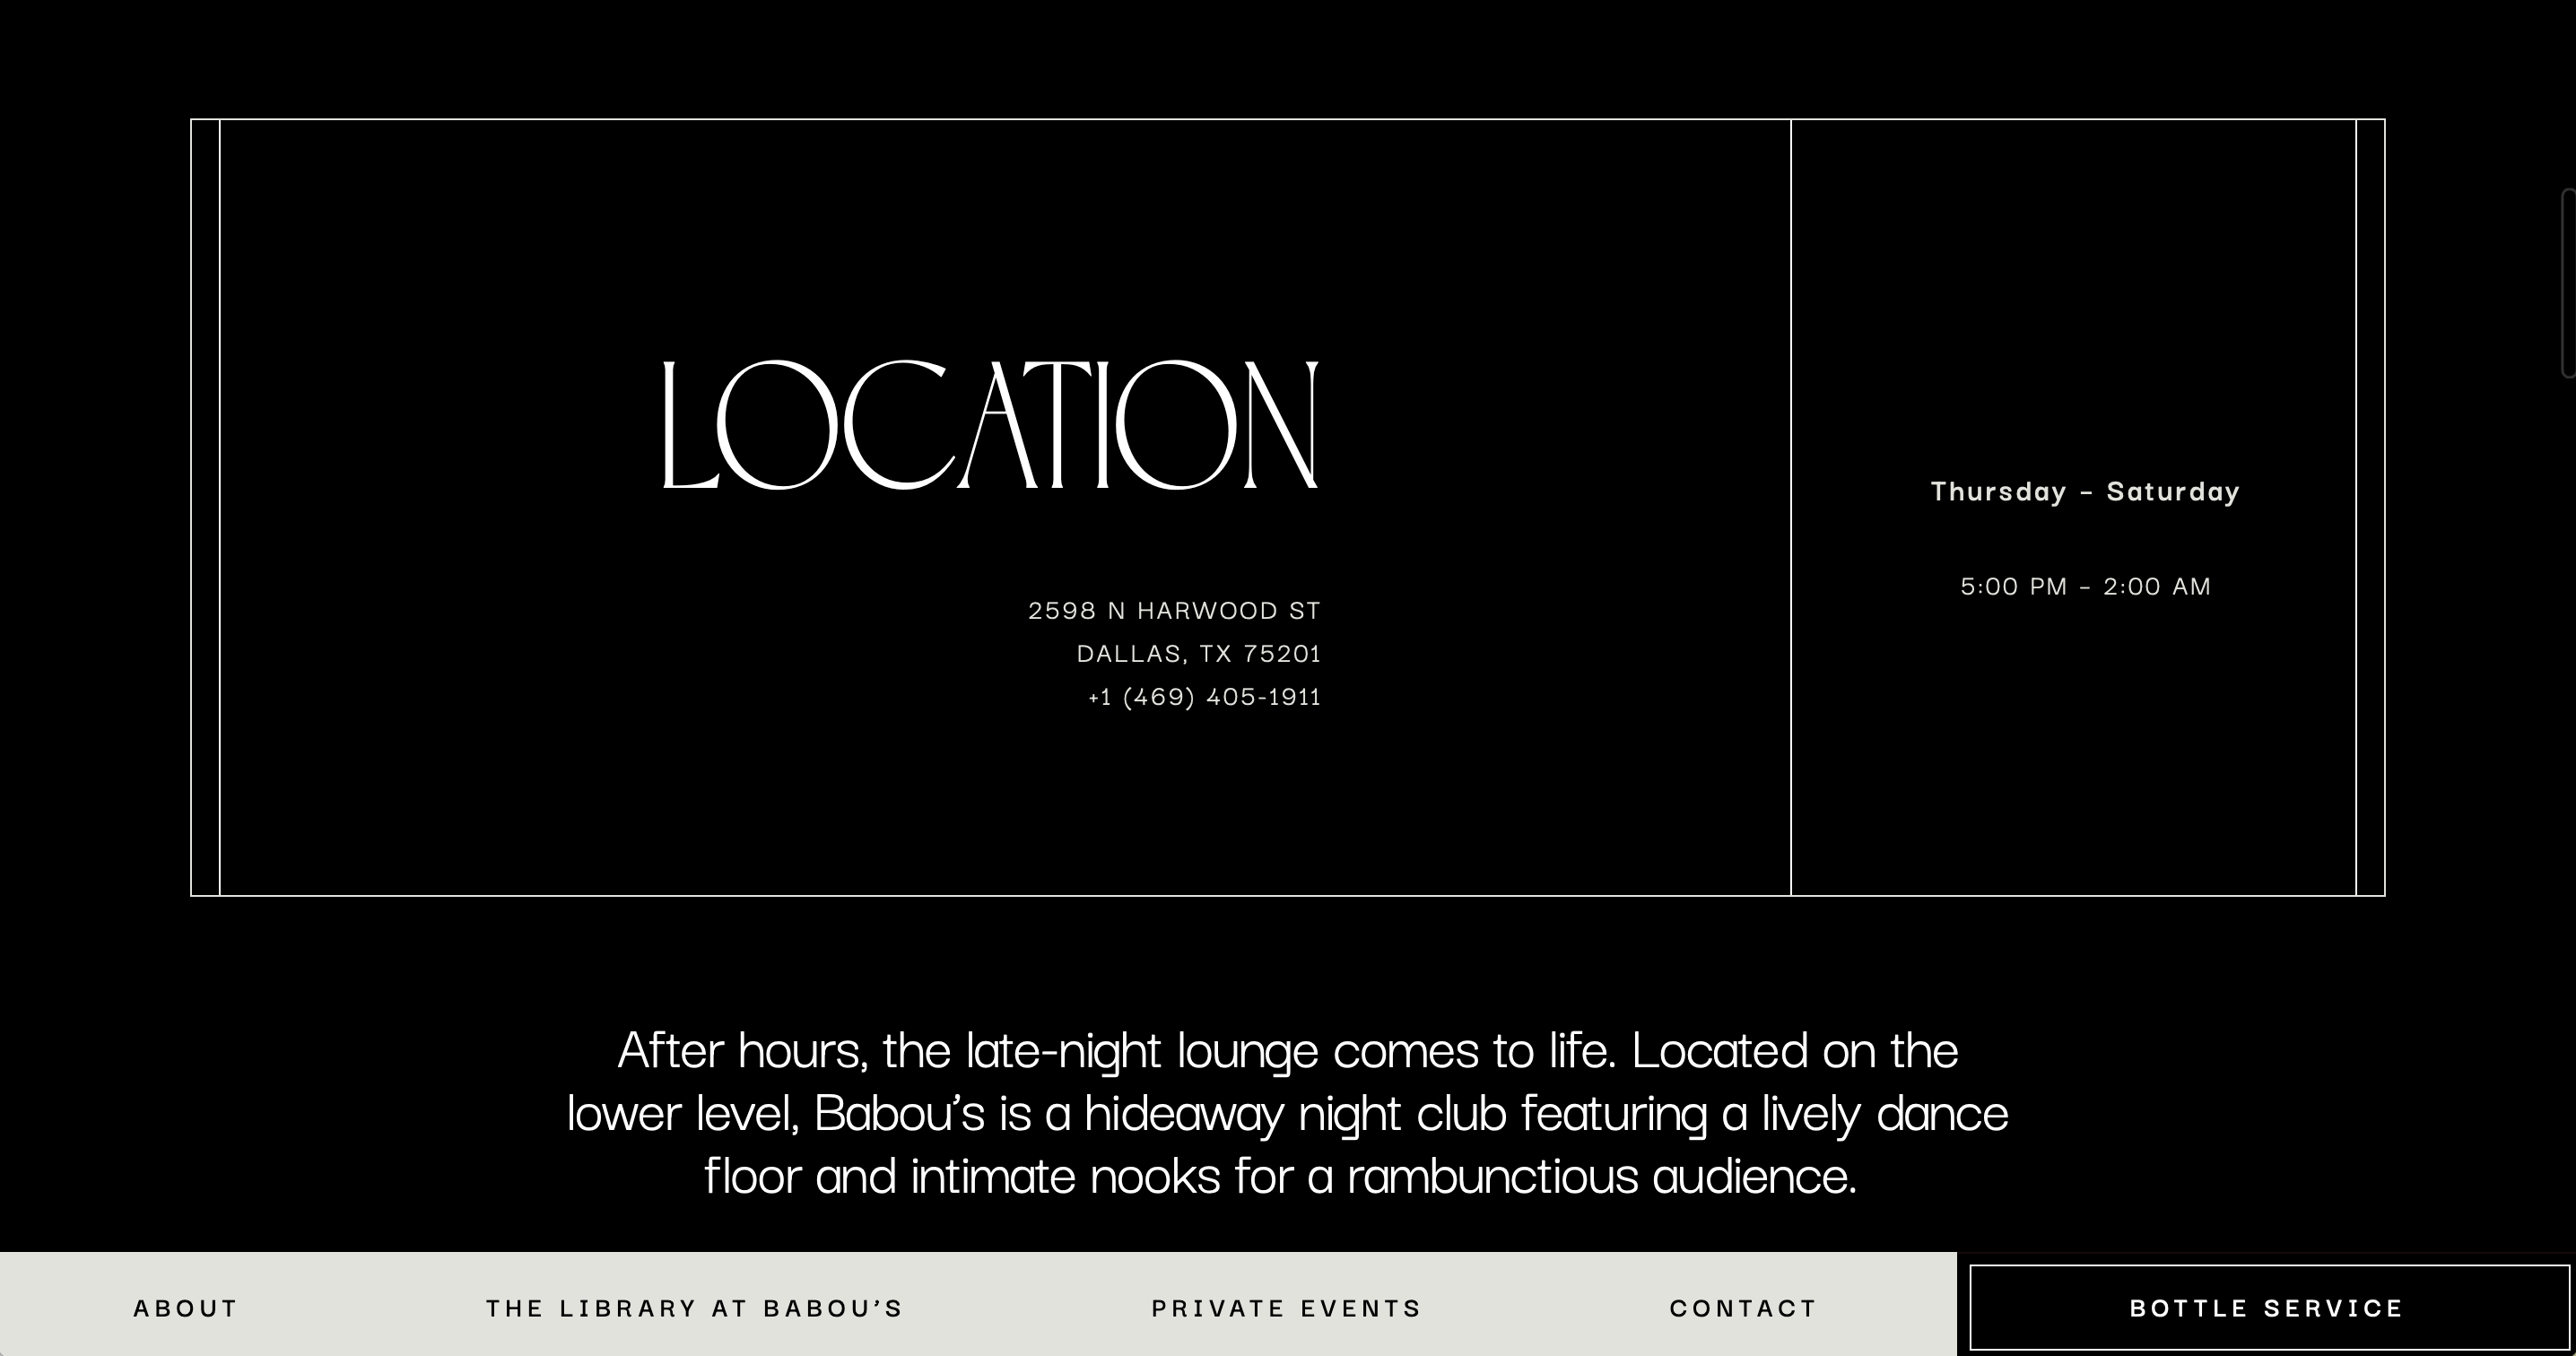 LOCATION
2598 N HARWOOD ST
DALLAS, TX 75201
+1 (469) 405-1911
Thursday – Saturday
5:00 PM – 2:00 AM
After hours, the late-night lounge comes to life. Located on the
lower level, Babou’s is a hideaway night club featuring a lively dance
floor and intimate nooks for a rambunctious audience.
ABOUT
THE LIBRARY AT BABOU’S
PRIVATE EVENTS
CONTACT
BOTTLE SERVICE